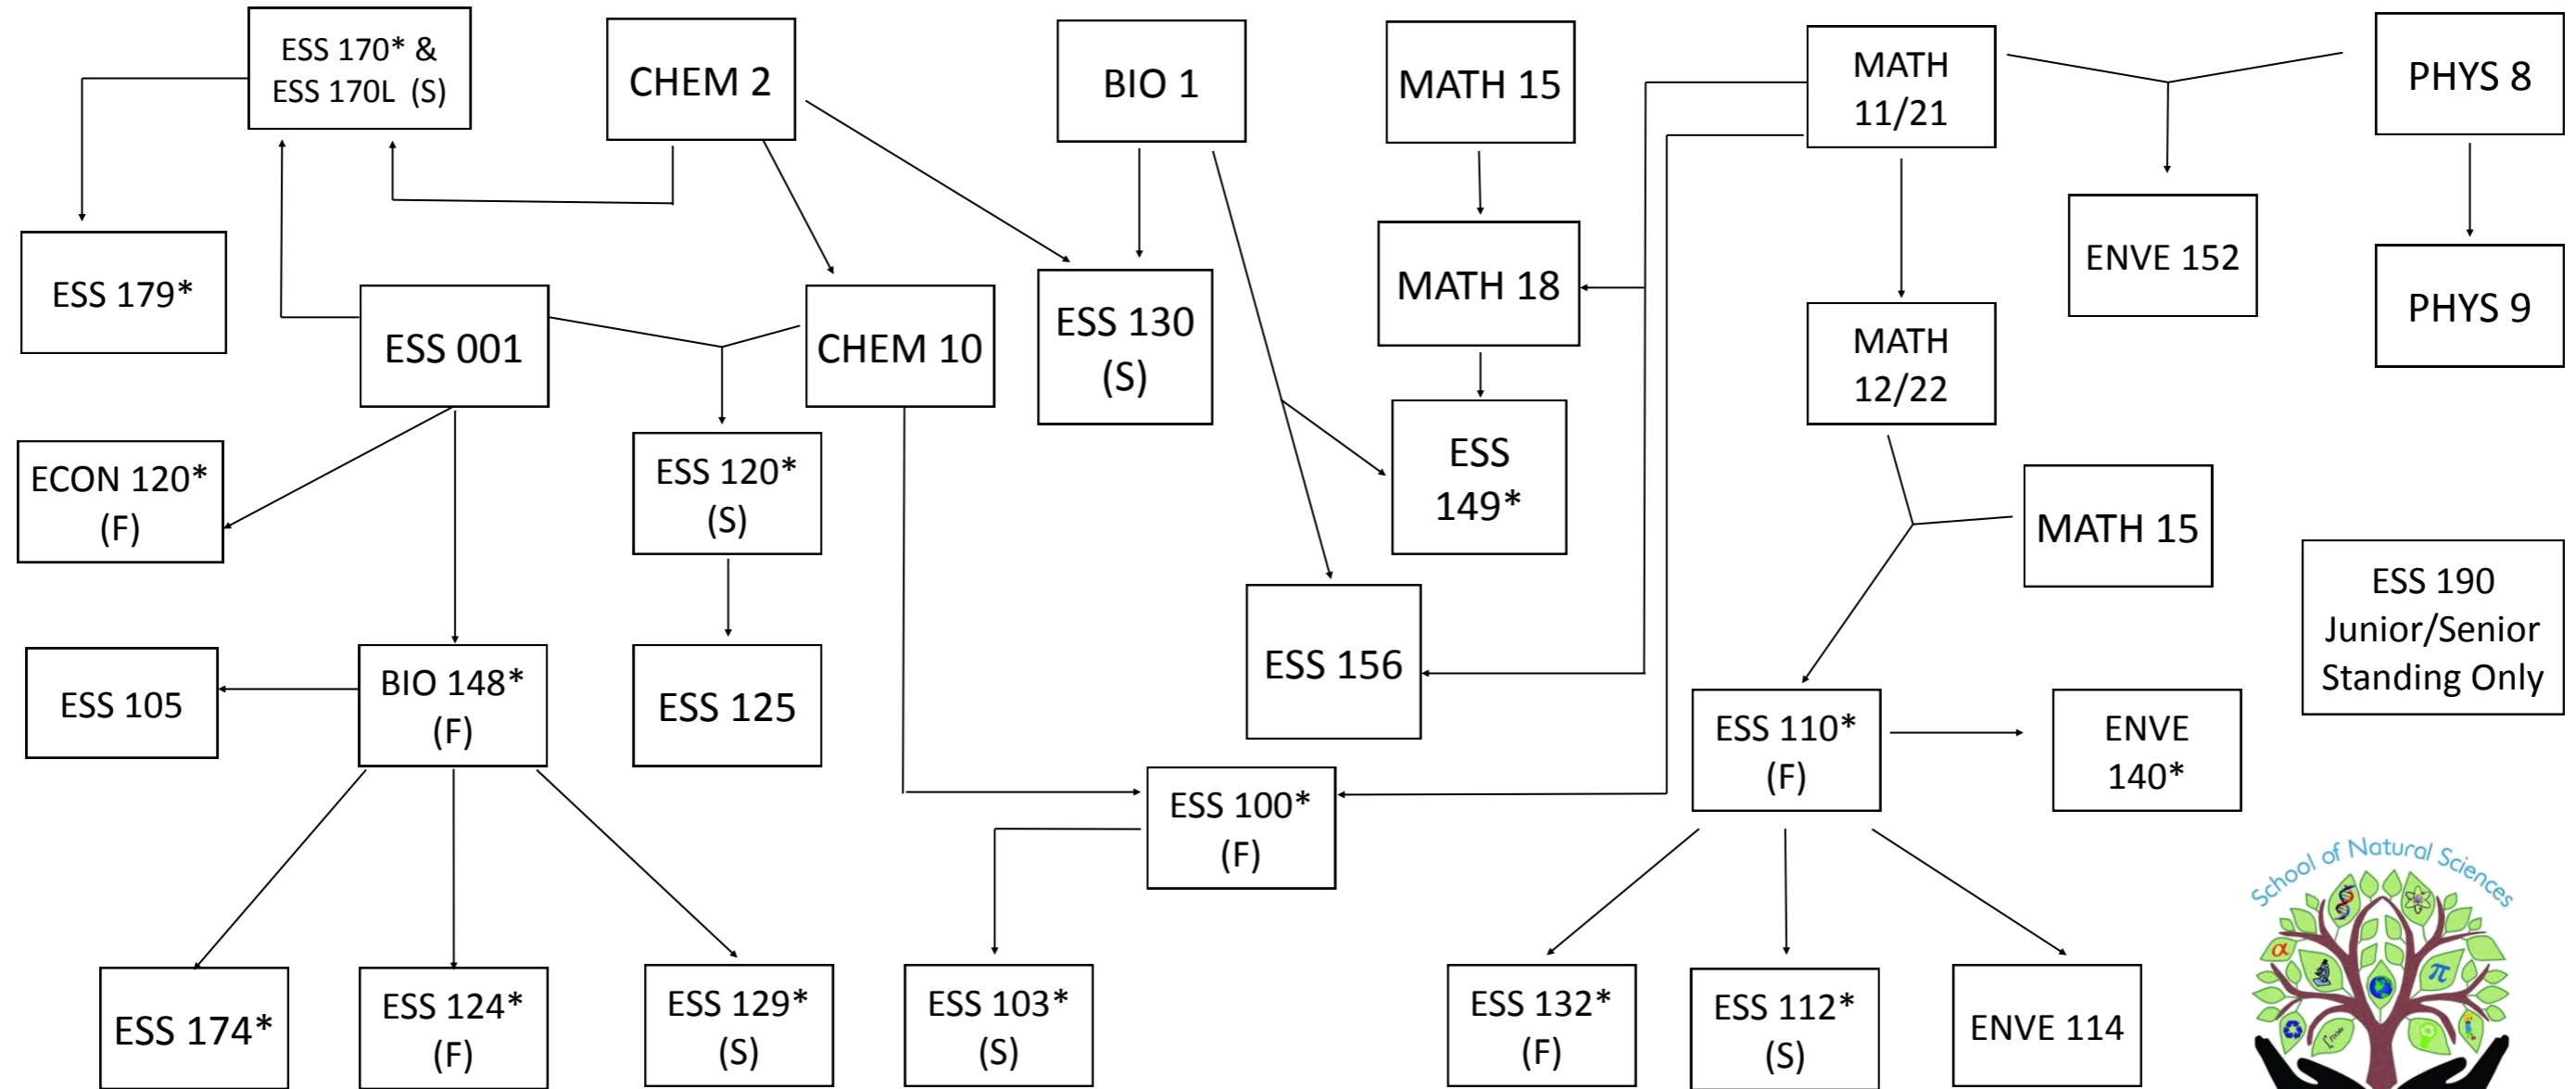 ESS 170* &
ESS 170L (S)
CHEM 2
BIO 1
MATH 15
MATH
11/21
PHYS 8
ESS 179*
ESS 001
CHEM 10
ESS 130
(S)
MATH 18
ENVE 152
PHYS 9
MATH
12/22
ECON 120*
(F)
ESS 120*
(S)
ESS
149*
MATH 15
ESS 190
Junior/Senior
Standing Only
ESS 105
BIO 148*
(F)
ESS 125
ESS 156
ESS 110*
(F)
ENVE
140*
ESS 100*
(F)
School of Natural Sciences
α
π
ESS 174*
ESS 124*
(F)
ESS 129*
(S)
ESS 103*
(S)
ESS 132*
(F)
ESS 112*
(S)
ENVE 114